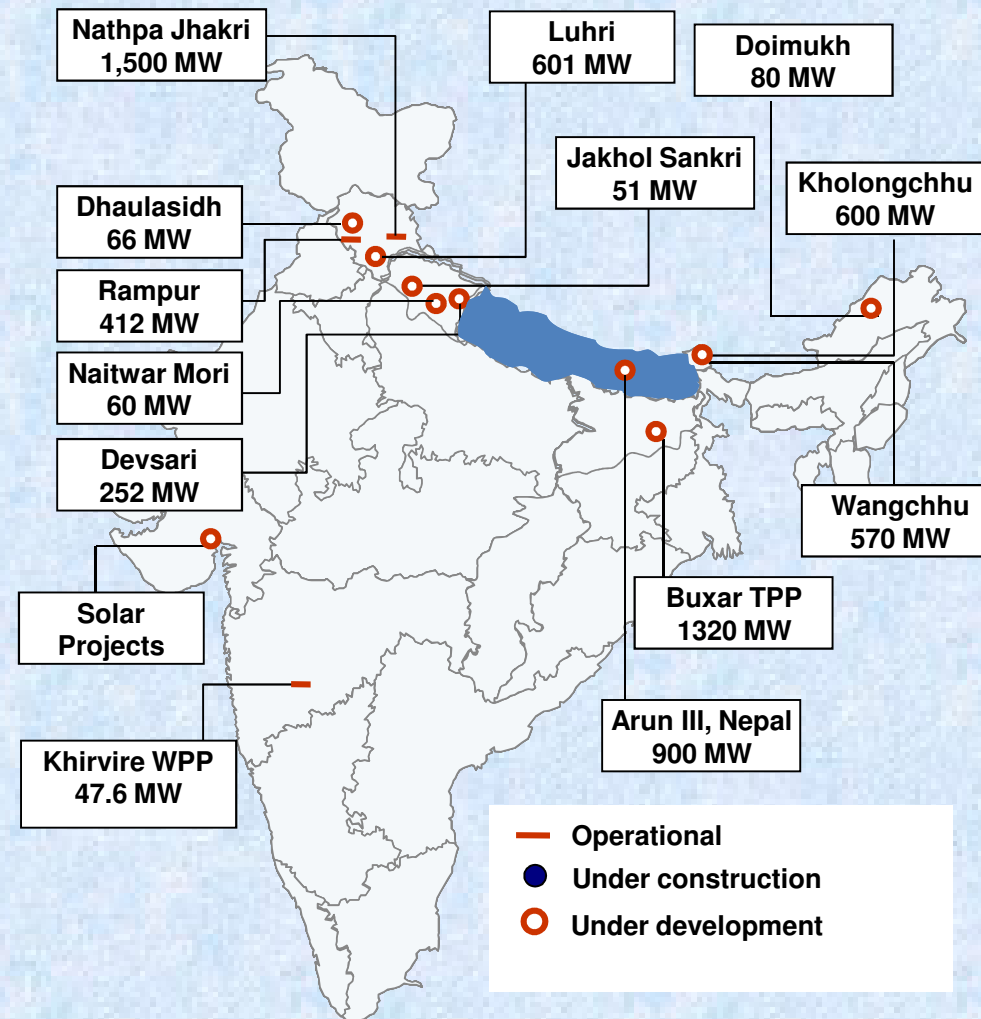 Nathpa Jhakri
1,500 MW
Luhri
601 MW
Doimukh
80 MW
Jakhol Sankri
51 MW
Kholongchhu
600 MW
Dhaulasidh
66 MW
Rampur
412 MW
Naitwar Mori
60 MW
Devsari
252 MW
Wangchhu
570 MW
Solar
Projects
Buxar TPP
1320 MW
Arun III, Nepal
900 MW
Khirvire WPP
47.6 MW
Operational
Under construction
Under development